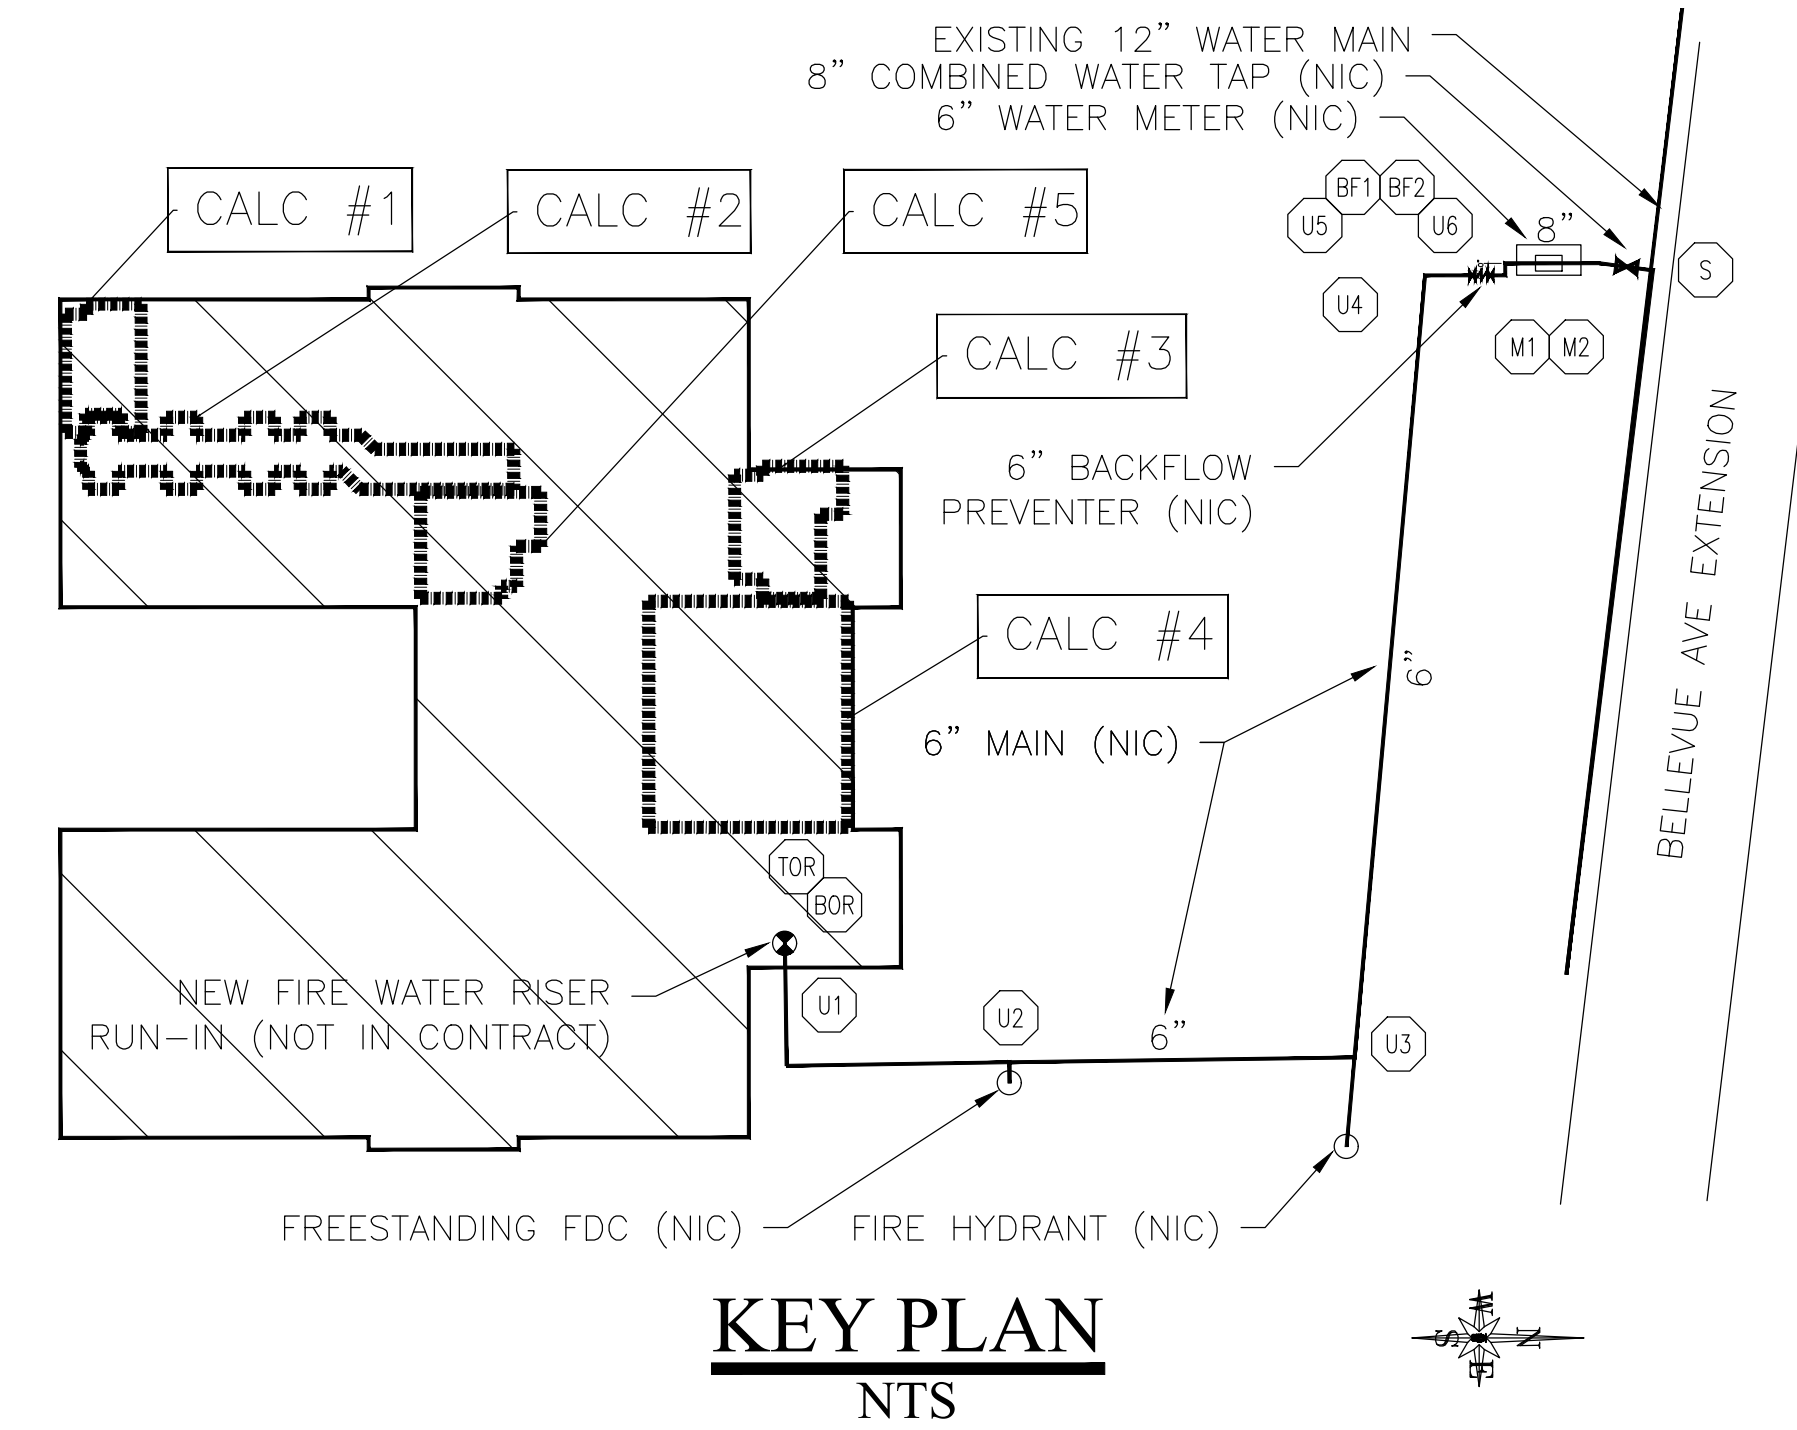 EXISTING 12" WATER MAIN
8" COMBINED WATER TAP (NIC)
6" WATER METER (NIC)
CALC #1
CALC #2
CALC #5
BF1
BF2
U5
U6
8"
S
U4
M1
M2
CALC #3
6" BACKFLOW
PREVENTER (NIC)
BELLEVUE AVE EXTENSION
CALC #4
6"
6" MAIN (NIC)
TOR
BOR
NEW FIRE WATER RISER
RUN-IN (NOT IN CONTRACT)
U1
U2
6"
U3
FREESTANDING FDC (NIC)
FIRE HYDRANT (NIC)
KEY PLAN
NTS
W
S
N
E